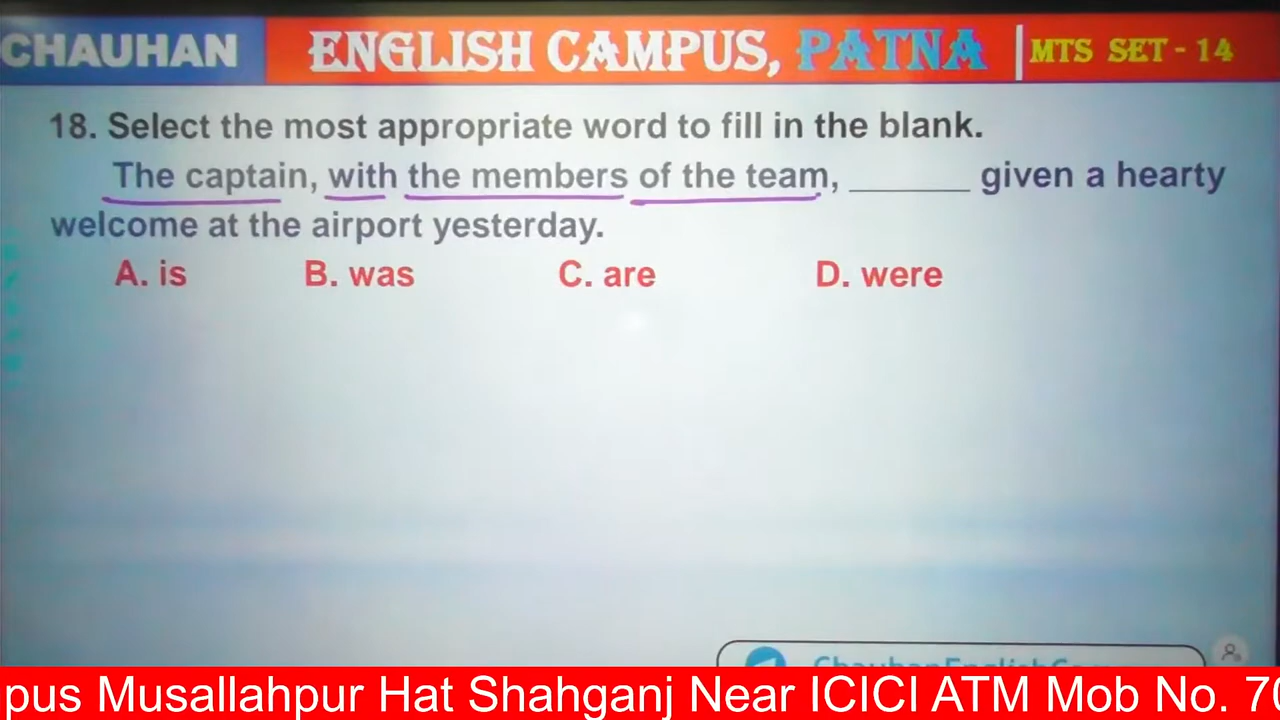 CHAUHAN ENGLISH CAMPUS, PATNA MTS SET - 14
18. Select the most appropriate word to fill in the blank.
The captain, with the members of the team, _______ given a hearty
welcome at the airport yesterday.
A. is B. was C. are D. were
pus Musallahpur Hat Shahganj Near ICICI ATM Mob No.